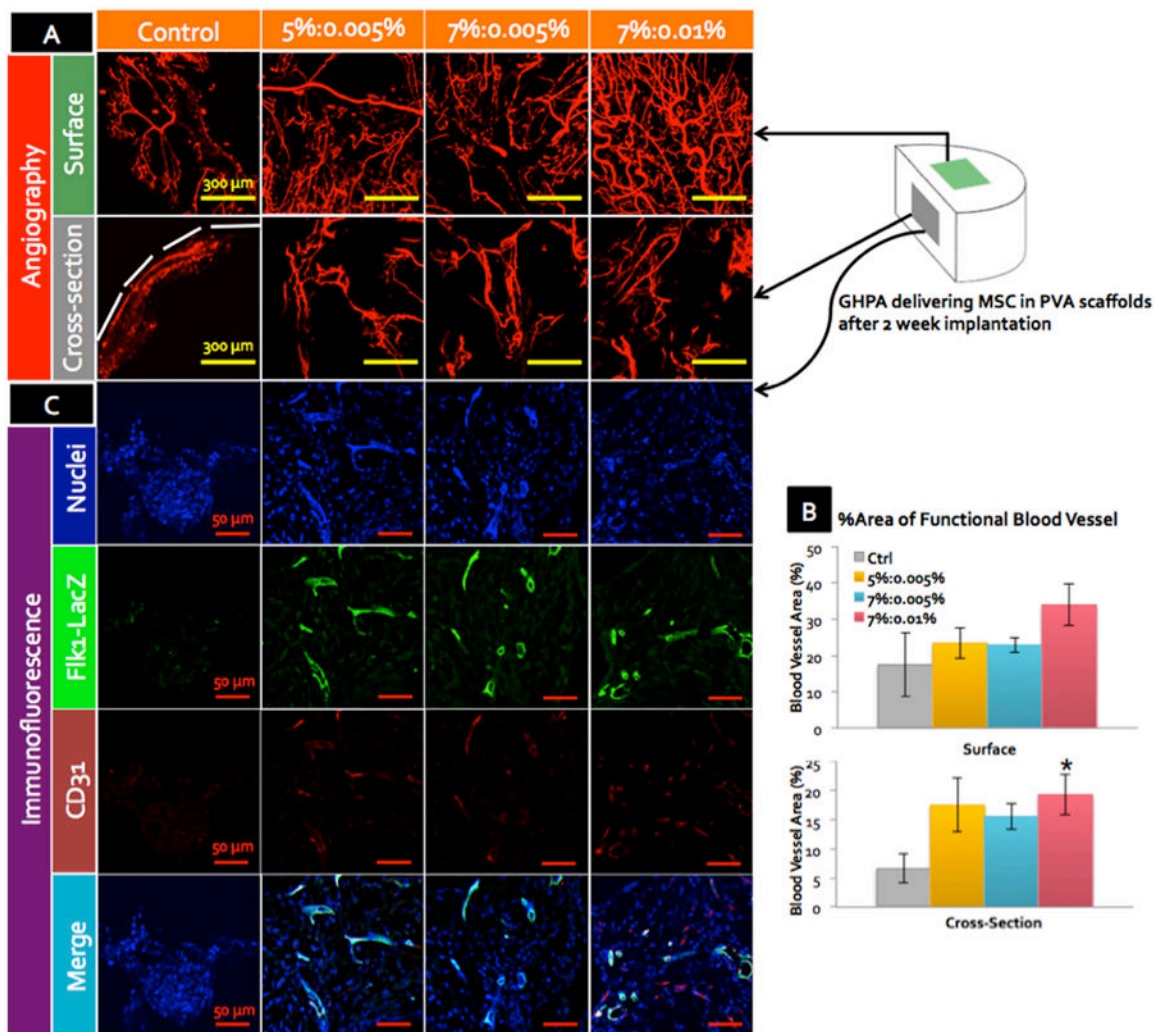 A
Control
5%:0.005%
7%:0.005%
7%:0.01%
Angiography
Surface
300 µm
Cross-section
300 µm
GHPA delivering MSC in PVA scaffolds
after 2 week implantation
C
Immunofluorescence
Nuclei
50 µm
Flk1-LacZ
50 µm
CD31
50 µm
Merge
50 µm
B
%Area of Functional Blood Vessel
Blood Vessel Area (%)
50
40
30
20
10
0
Ctrl
5%:0.005%
7%:0.005%
7%:0.01%
Surface
Blood Vessel Area (%)
25
20
15
10
5
0
*
Cross-Section